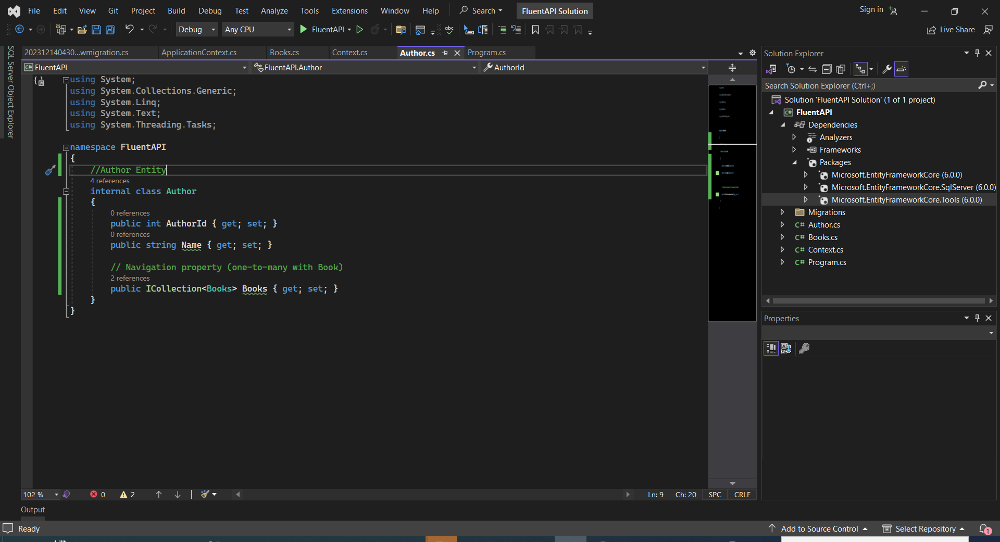 File Edit View Git Project Build Debug Test Analyze Tools Extensions Window Help Search FluentAPI Solution Sign in
Debug Any CPU FluentAPI abc Live Share
SQL Server Object Explorer
202312140430...wmigration.cs ApplicationContext.cs Books.cs Context.cs Author.cs Program.cs
C# FluentAPI FluentAPI.Author AuthorId
using System;
using System.Collections.Generic;
using System.Linq;
using System.Text;
using System.Threading.Tasks;
namespace FluentAPI
{
//Author Entity
4 references
internal class Author
{
0 references
public int AuthorId { get; set; }
0 references
public string Name { get; set; }
// Navigation property (one-to-many with Book)
2 references
public ICollection<Books> Books { get; set; }
}
}
102 % 0 2 Ln: 9 Ch: 20 SPC CRLF
Output
Solution Explorer
Search Solution Explorer (Ctrl+;)
Solution 'FluentAPI Solution' (1 of 1 project)
C# FluentAPI
Dependencies
Analyzers
Frameworks
Packages
Microsoft.EntityFrameworkCore (6.0.0)
Microsoft.EntityFrameworkCore.SqlServer (6.0.0)
Microsoft.EntityFrameworkCore.Tools (6.0.0)
Migrations
C# Author.cs
C# Books.cs
C# Context.cs
C# Program.cs
Properties
Ready Add to Source Control Select Repository 1